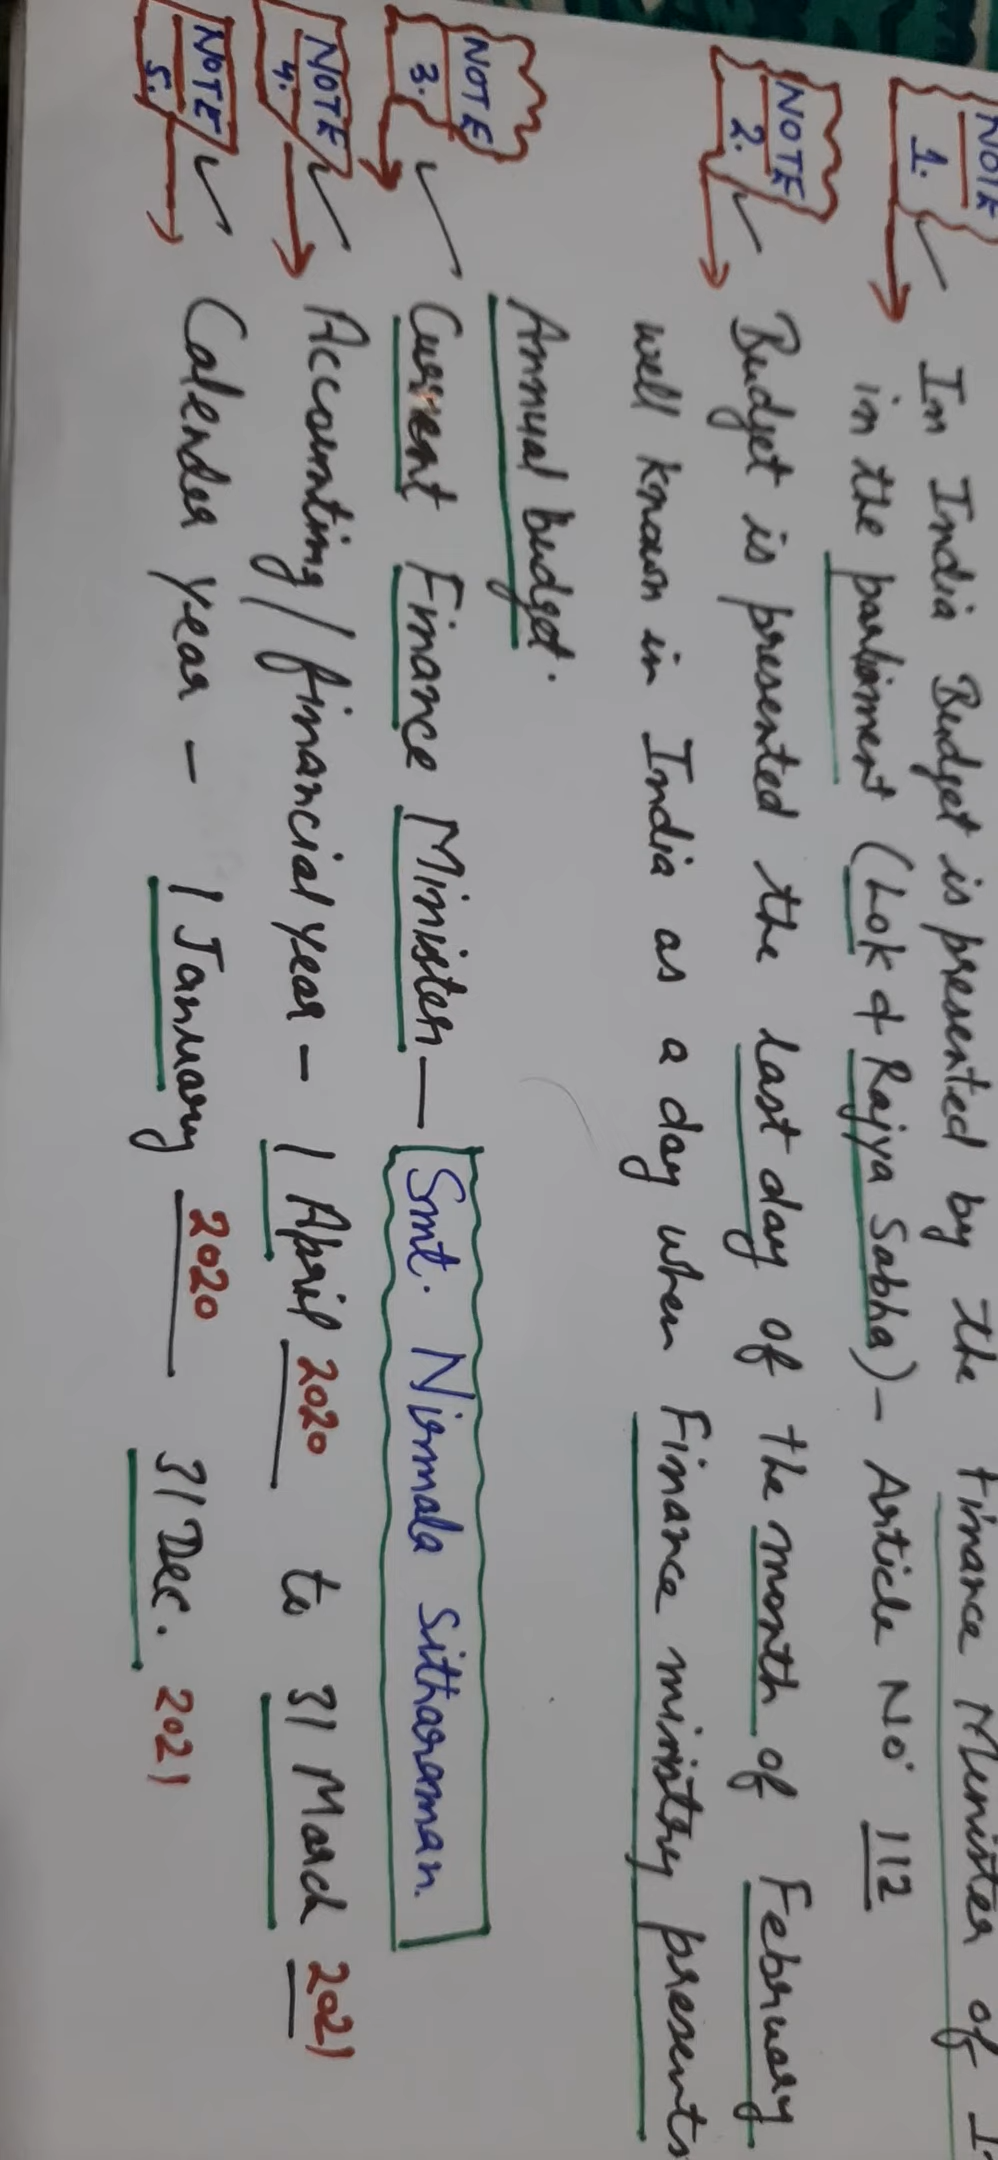 NOTE 1. In India Budget is presented by the Finance Minister of I
in the parliament (Lok & Rajya Sabha) - Article No. 112
NOTE 2. Budget is presented the last day of the month of February
well known in India as a day when Finance ministry presents
Annual budget.
NOTE 3. Current Finance Minister - Smt. Nirmala Sitharaman.
NOTE 4. Accounting/financial year - 1 April 2020 to 31 March 2021
NOTE 5. Calender year - 1 January 2020 — 31 Dec. 2021